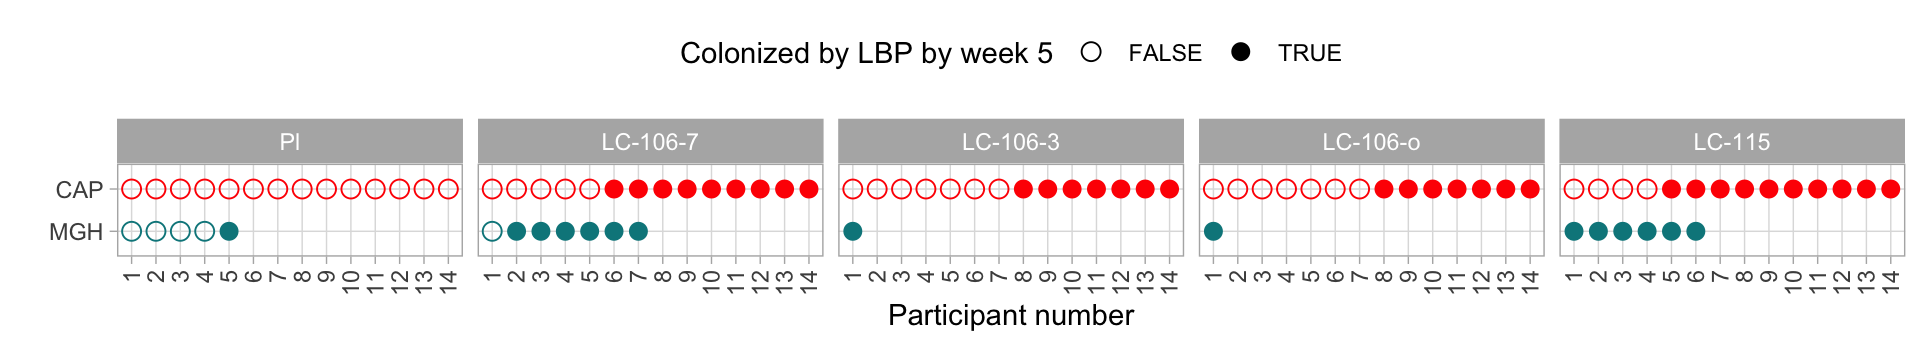 Colonized by LBP by week 5 FALSE TRUE
Pl LC-106-7 LC-106-3 LC-106-o LC-115
CAP
MGH
1 2 3 4 5 6 7 8 9 10 11 12 13 14 1 2 3 4 5 6 7 8 9 10 11 12 13 14 1 2 3 4 5 6 7 8 9 10 11 12 13 14 1 2 3 4 5 6 7 8 9 10 11 12 13 14 1 2 3 4 5 6 7 8 9 10 11 12 13 14
Participant number